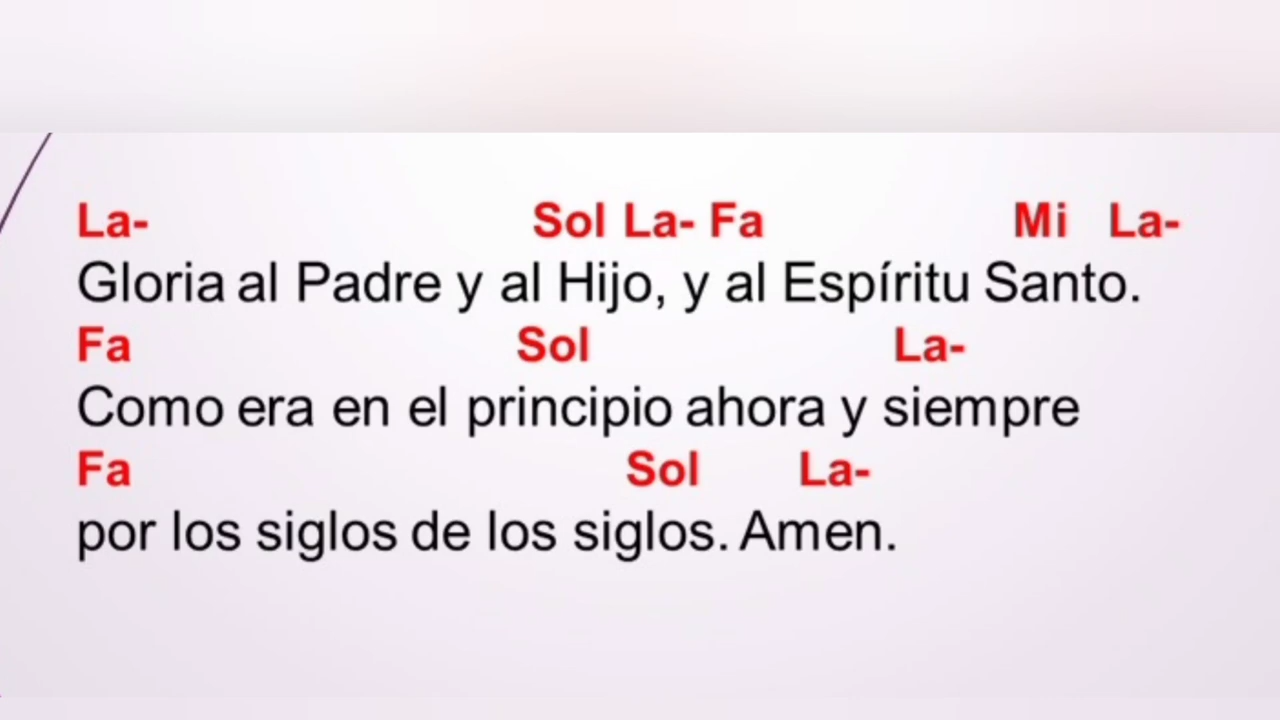 La- Sol La- Fa Mi La-
Gloria al Padre y al Hijo, y al Espíritu Santo.
Fa Sol La-
Como era en el principio ahora y siempre
Fa Sol La-
por los siglos de los siglos. Amen.